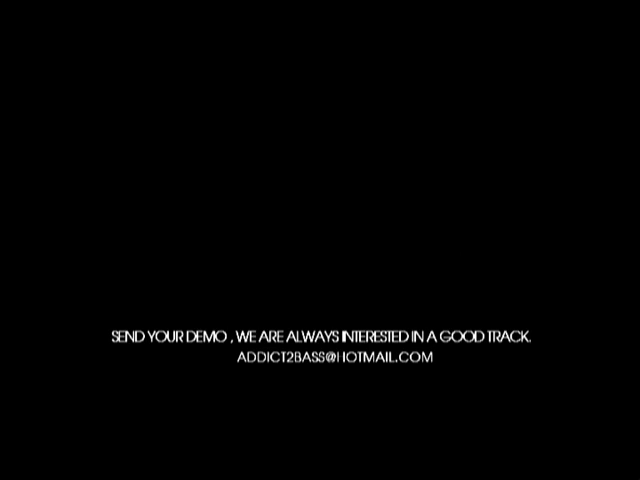 SEND YOUR DEMO , WE ARE ALWAYS INTERESTED IN A GOOD TRACK.
ADDICT2BASS@HOTMAIL.COM